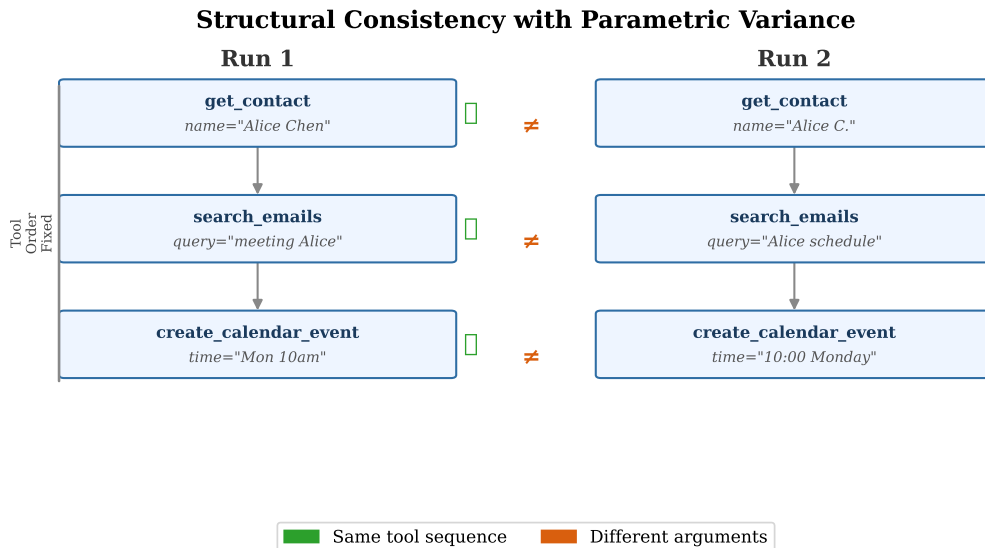 Structural Consistency with Parametric Variance
Run 1
Run 2
get_contact
name="Alice Chen"
≠
get_contact
name="Alice C."
Tool
Order
Fixed
search_emails
query="meeting Alice"
≠
search_emails
query="Alice schedule"
create_calendar_event
time="Mon 10am"
≠
create_calendar_event
time="10:00 Monday"
Same tool sequence
Different arguments